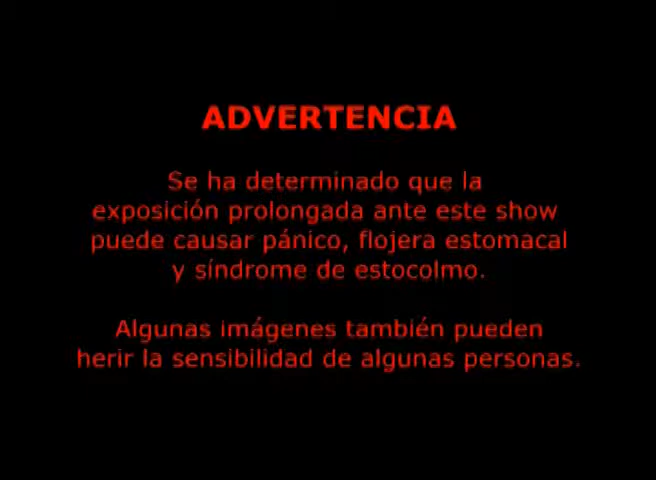 ADVERTENCIA
Se ha determinado que la
exposición prolongada ante este show
puede causar pánico, flojera estomacal
y síndrome de estocolmo.
Algunas imágenes también pueden
herir la sensibilidad de algunas personas.